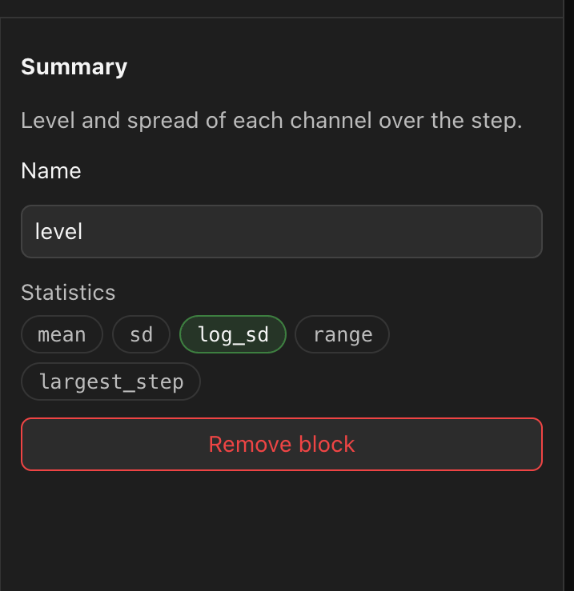 Summary
Level and spread of each channel over the step.
Name
level
Statistics
mean sd log_sd range
largest_step
Remove block